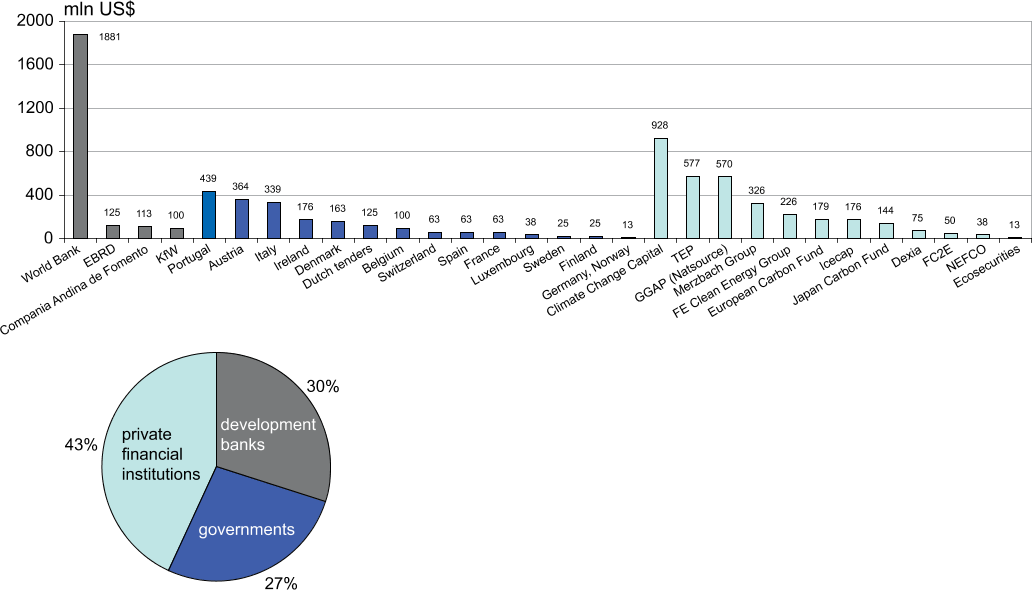 mln US$
2000
1600
1200
800
400
0
1881
125
113
100
439
364
339
176
163
125
100
63
63
63
38
25
25
13
928
577
570
326
226
179
176
144
75
50
38
13
World Bank
EBRD
Compania Andina de Fomento
KfW
Portugal
Austria
Italy
Ireland
Denmark
Dutch tenders
Belgium
Switzerland
Spain
France
Luxembourg
Sweden
Finland
Germany, Norway
Climate Change Capital
TEP
GGAP (Natsource)
Merzbach Group
FE Clean Energy Group
European Carbon Fund
Icecap
Japan Carbon Fund
Dexia
FC2E
NEFCO
Ecosecurities
30%
development
banks
43%
private
financial
institutions
governments
27%